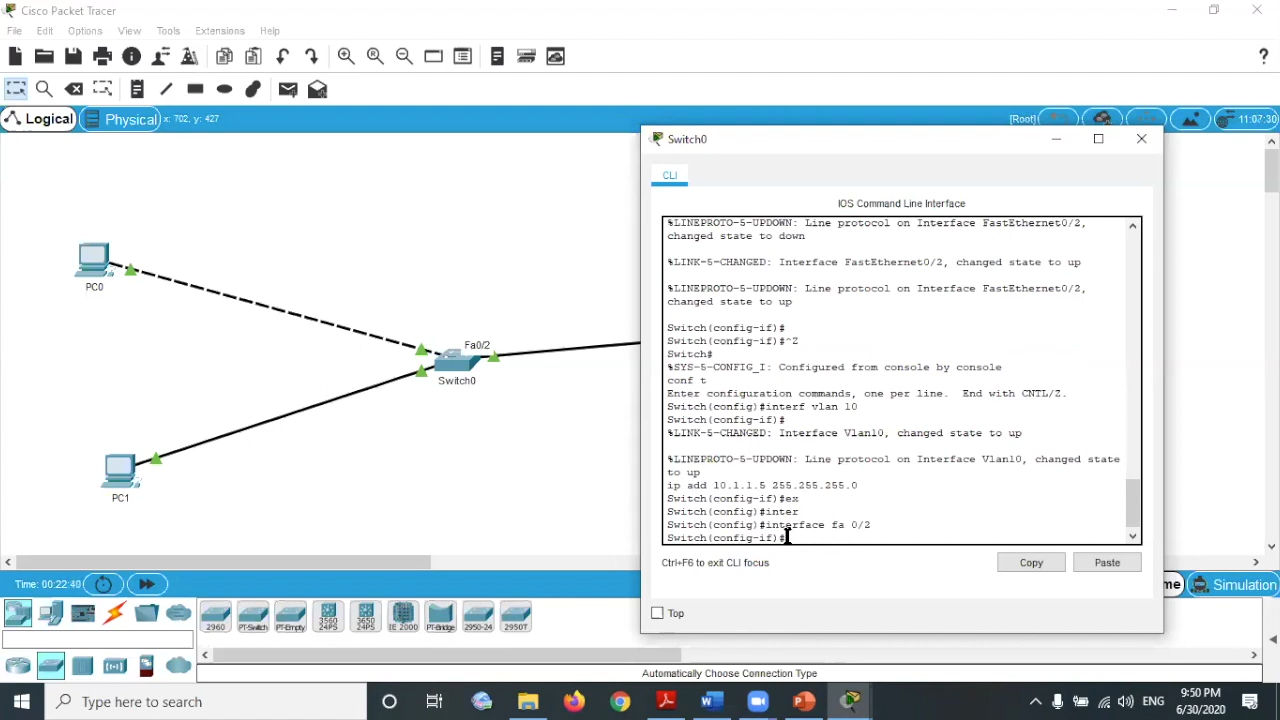 Cisco Packet Tracer
File Edit Options View Tools Extensions Help
Logical Physical x: 702, y: 427 [Root] 11:07:30
Switch0
CLI
IOS Command Line Interface
%LINEPROTO-5-UPDOWN: Line protocol on Interface FastEthernet0/2,
changed state to down
%LINK-5-CHANGED: Interface FastEthernet0/2, changed state to up
%LINEPROTO-5-UPDOWN: Line protocol on Interface FastEthernet0/2,
changed state to up
Switch(config-if)#
Switch(config-if)#^Z
Switch#
%SYS-5-CONFIG_I: Configured from console by console
conf t
Enter configuration commands, one per line.  End with CNTL/Z.
Switch(config)#interf vlan 10
Switch(config-if)#
%LINK-5-CHANGED: Interface Vlan10, changed state to up
%LINEPROTO-5-UPDOWN: Line protocol on Interface Vlan10, changed state
to up
ip add 10.1.1.5 255.255.255.0
Switch(config-if)#ex
Switch(config)#inter
Switch(config)#interface fa 0/2
Switch(config-if)#
Ctrl+F6 to exit CLI focus
Copy Paste
Top
PC0
Fa0/2
Switch0
PC1
Time: 00:22:40
me Simulation
2960 PT-Switch PT-Empty 3560 24PS 3650 24PS IE 2000 PT-Bridge 2950-24 2950T
Automatically Choose Connection Type
Type here to search
ENG
9:50 PM
6/30/2020